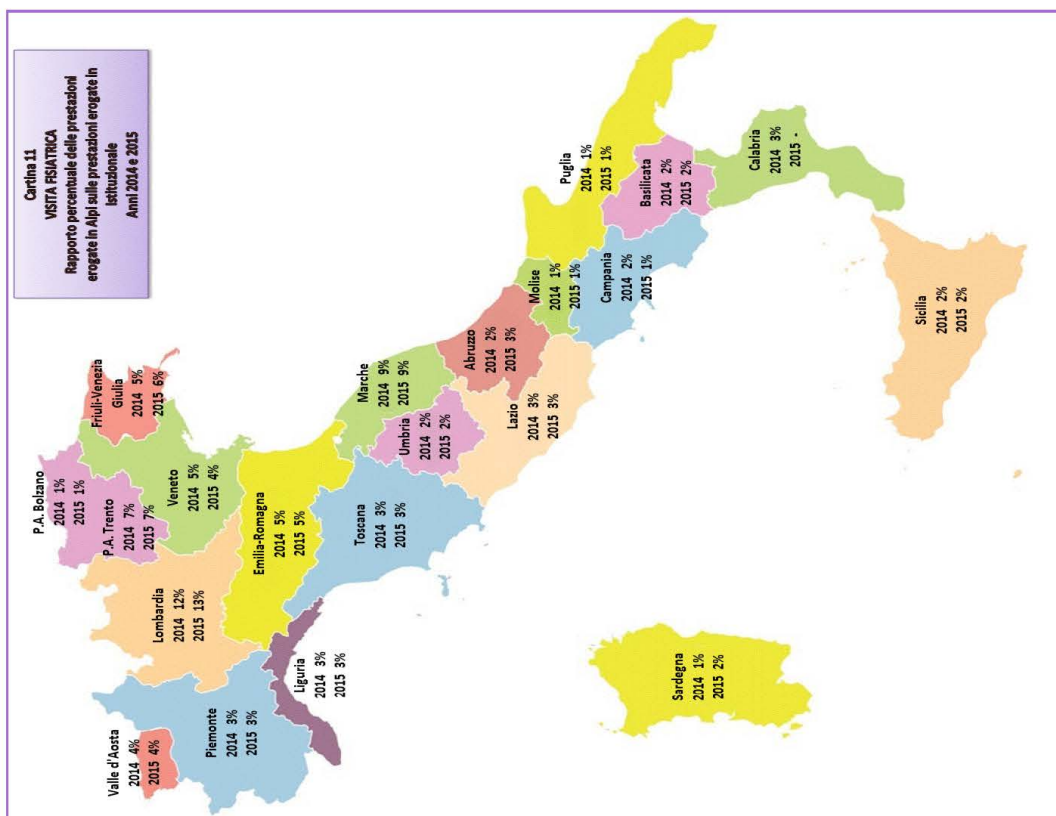 Cartina 11
VISITA FISIATRICA
Rapporto percentuale delle prestazioni
erogate in Alpi sulle prestazioni erogate in
Istituzionale
Anni 2014 e 2015
P.A. Bolzano
2014 1%
2015 1%
Friuli-Venezia
Giulia
2014 5%
2015 6%
P.A. Trento
2014 7%
2015 7%
Veneto
2014 5%
2015 4%
Valle d'Aosta
2014 4%
2015 4%
Lombardia
2014 12%
2015 13%
Piemonte
2014 3%
2015 3%
Emilia-Romagna
2014 5%
2015 5%
Liguria
2014 3%
2015 3%
Toscana
2014 3%
2015 3%
Marche
2014 9%
2015 9%
Umbria
2014 2%
2015 2%
Abruzzo
2014 2%
2015 3%
Lazio
2014 3%
2015 3%
Molise
2014 1%
2015 1%
Puglia
2014 1%
2015 1%
Campania
2014 2%
2015 1%
Basilicata
2014 2%
2015 2%
Calabria
2014 3%
2015 -
Sardegna
2014 1%
2015 2%
Sicilia
2014 2%
2015 2%